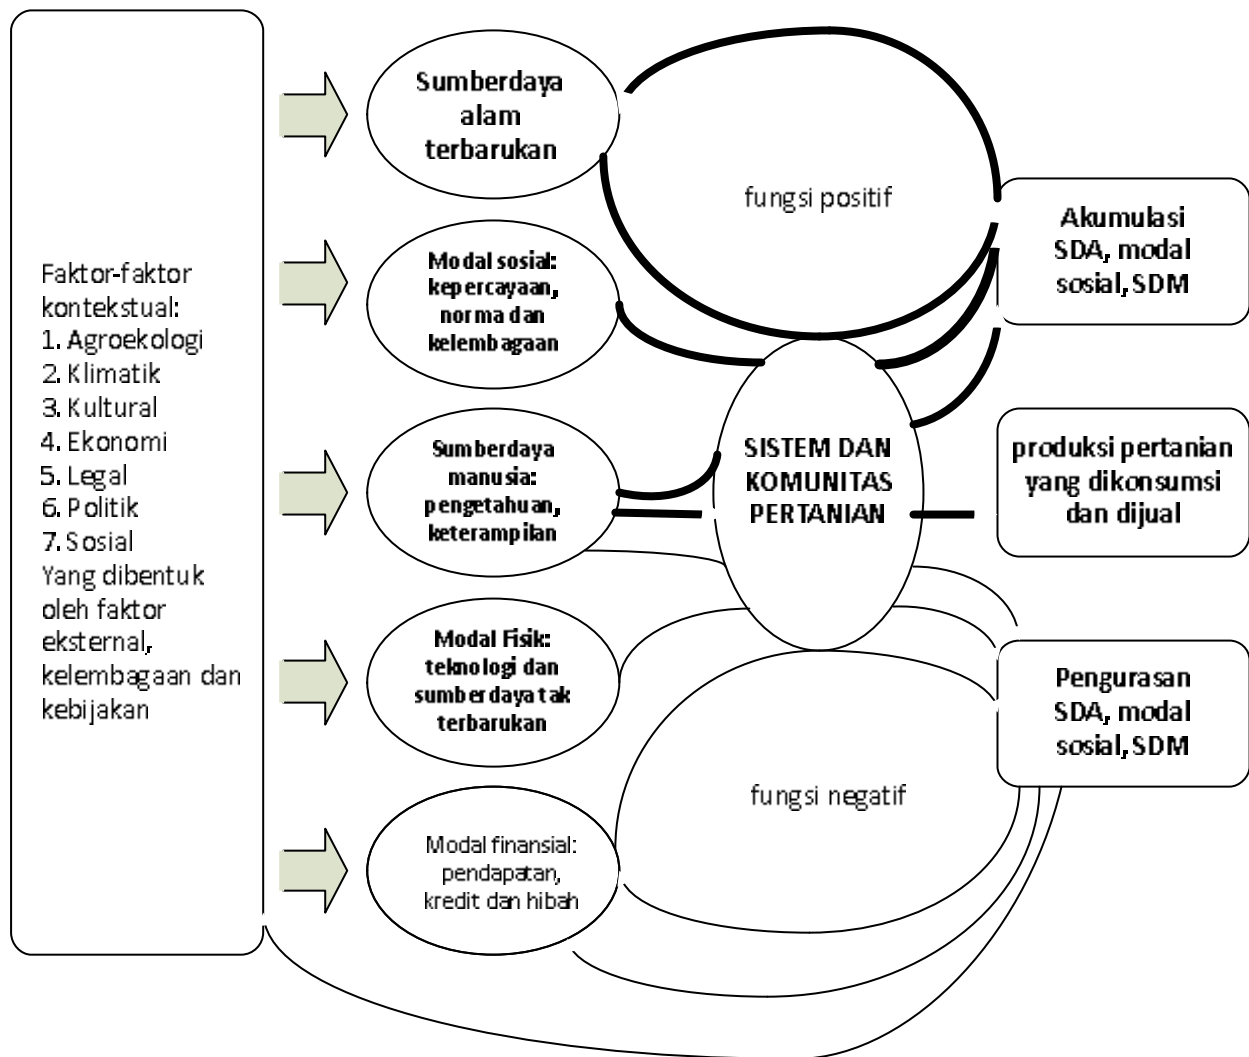 Faktor-faktor
kontekstual:
1. Agroekologi
2. Klimatik
3. Kultural
4. Ekonomi
5. Legal
6. Politik
7. Sosial
Yang dibentuk
oleh faktor
eksternal,
kelembagaan dan
kebijakan
Sumberdaya
alam
terbarukan
Modal sosial:
kepercayaan,
norma dan
kelembagaan
Sumberdaya
manusia:
pengetahuan,
keterampilan
Modal Fisik:
teknologi dan
sumberdaya tak
terbarukan
Modal finansial:
pendapatan,
kredit dan hibah
fungsi positif
SISTEM DAN
KOMUNITAS
PERTANIAN
fungsi negatif
Akumulasi
SDA, modal
sosial, SDM
produksi pertanian
yang dikonsumsi
dan dijual
Pengurasan
SDA, modal
sosial, SDM